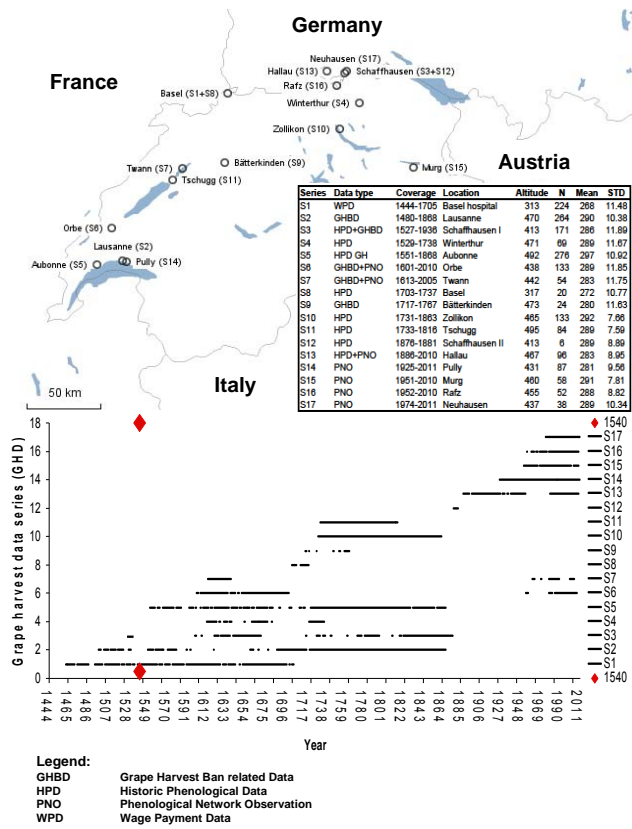 Germany
Neuhausen (S17)
France
Hallau (S13)
Schaffhausen (S3+S12)
Rafz (S16)
Basel (S1+S8)
Winterthur (S4)
Zollikon (S10)
Austria
Twann (S7)
Bätterkinden (S9)
Murg (S15)
Tschugg (S11)
Orbe (S6)
Lausanne (S2)
Aubonne (S5)
Pully (S14)
Italy
50 km
Series Data type Coverage Location Altitude N Mean STD
S1 WPD 1444-1705 Basel hospital 313 224 268 11.48
S2 GHBD 1480-1868 Lausanne 470 264 290 10.38
S3 HPD+GHBD 1527-1936 Schaffhausen I 413 171 286 11.89
S4 HPD 1529-1738 Winterthur 471 69 289 11.67
S5 HPD GH 1551-1868 Aubonne 492 276 297 10.92
S6 GHBD+PNO 1601-2010 Orbe 438 133 289 11.85
S7 GHBD+PNO 1613-2005 Twann 442 54 283 11.75
S8 HPD 1703-1737 Basel 317 20 272 10.77
S9 GHBD 1717-1767 Bätterkinden 473 24 280 11.63
S10 HPD 1731-1863 Zollikon 465 133 292 7.66
S11 HPD 1733-1816 Tschugg 495 84 289 7.59
S12 HPD 1876-1881 Schaffhausen II 413 6 289 8.89
S13 HPD+PNO 1886-2010 Hallau 467 96 283 8.95
S14 PNO 1925-2011 Pully 431 87 281 9.56
S15 PNO 1951-2010 Murg 460 58 291 7.81
S16 PNO 1952-2010 Rafz 455 52 288 8.82
S17 PNO 1974-2011 Neuhausen 437 38 289 10.34
Grape harvest data series (GHD)
18
16
14
12
10
8
6
4
2
0
1540
S17
S16
S15
S14
S13
S12
S11
S10
S9
S8
S7
S6
S5
S4
S3
S2
S1
1540
1444 1465 1486 1507 1528 1549 1570 1591 1612 1633 1654 1675 1696 1717 1738 1759 1780 1801 1822 1843 1864 1885 1906 1927 1948 1969 1990 2011
Year
Legend:
GHBD Grape Harvest Ban related Data
HPD Historic Phenological Data
PNO Phenological Network Observation
WPD Wage Payment Data